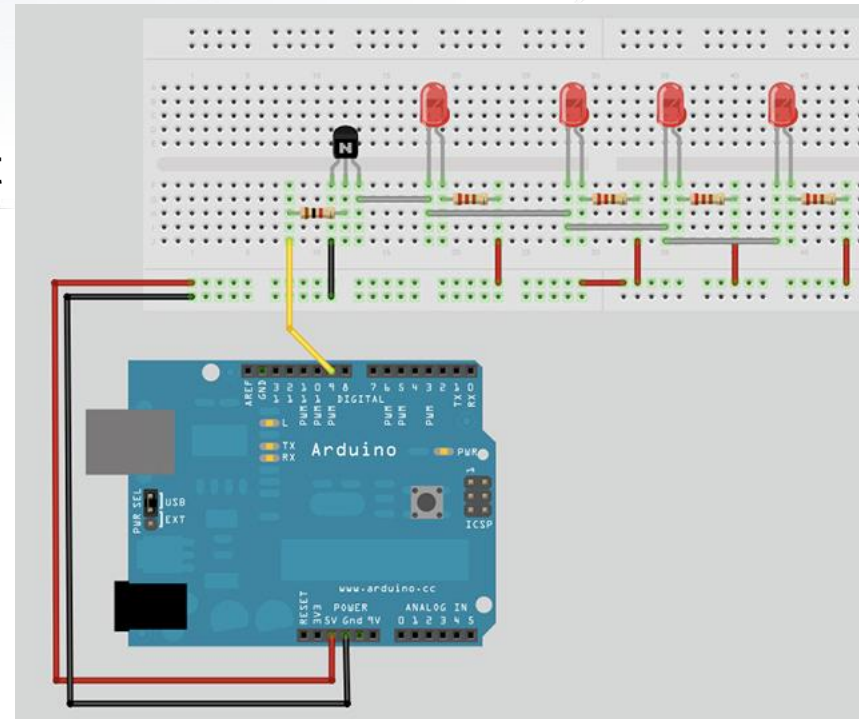 N
AREF
GND
13
12
11
10
9
8
7
6
5
4
3
2
1
0
PWM
PWM
PWM
DIGITAL
PWM
PWM
PWM
TX
RX
L
TX
RX
Arduino
PWR
1
PWR SEL
USB
EXT
ICSP
www.arduino.cc
RESET
3V3
POWER
ANALOG IN
5V Gnd 9V
0 1 2 3 4 5